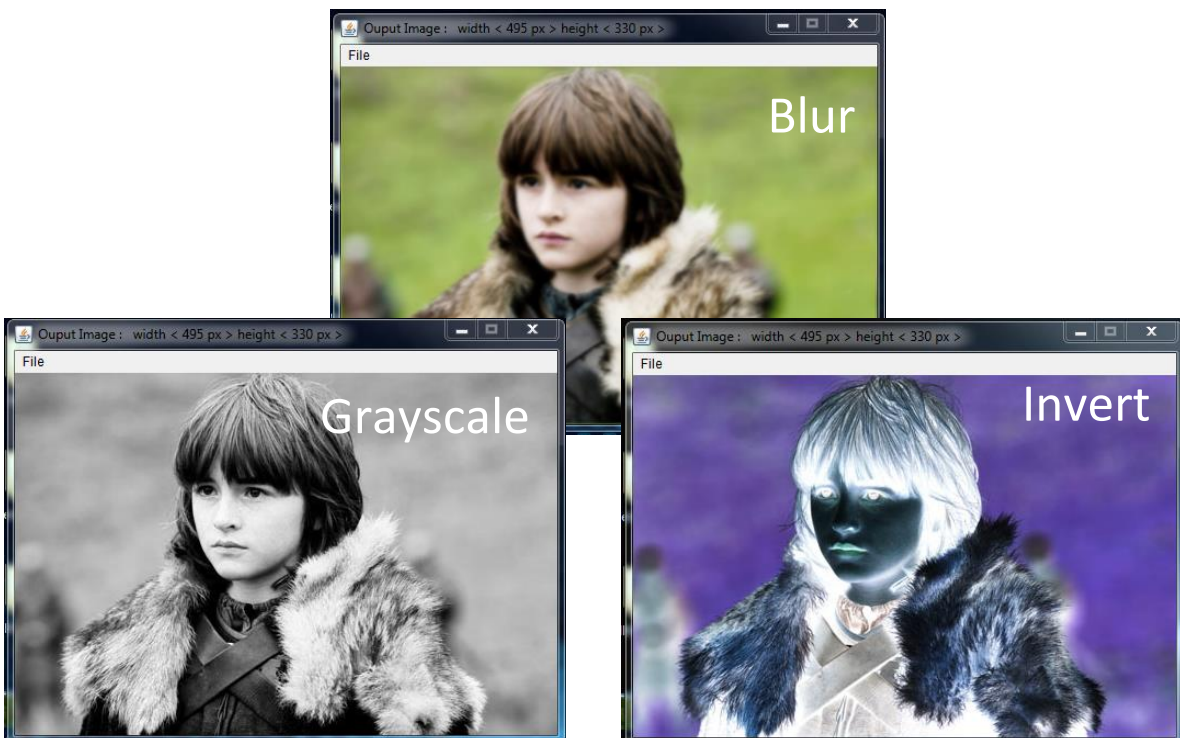 Ouput Image : width < 495 px > height < 330 px >
File
Blur
Ouput Image : width < 495 px > height < 330 px >
File
Grayscale
Ouput Image : width < 495 px > height < 330 px >
File
Invert